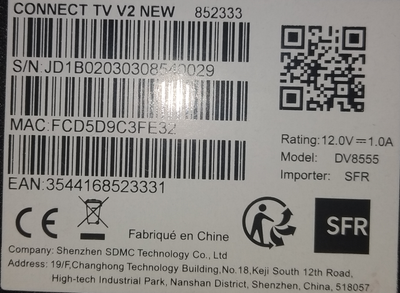 CONNECT TV V2 NEW 852333
S/N:JD1B02030308540029
MAC:FCD5D9C3FE32
Rating:12.0V⎓1.0A
Model: DV8555
Importer: SFR
EAN:3544168523331
CE
Fabriqué en Chine
SFR
Company: Shenzhen SDMC Technology Co., Ltd
Address: 19/F,Changhong Technology Building,No.18,Keji South 12th Road,
High-tech Industrial Park, Nanshan District, Shenzhen, China, 518057